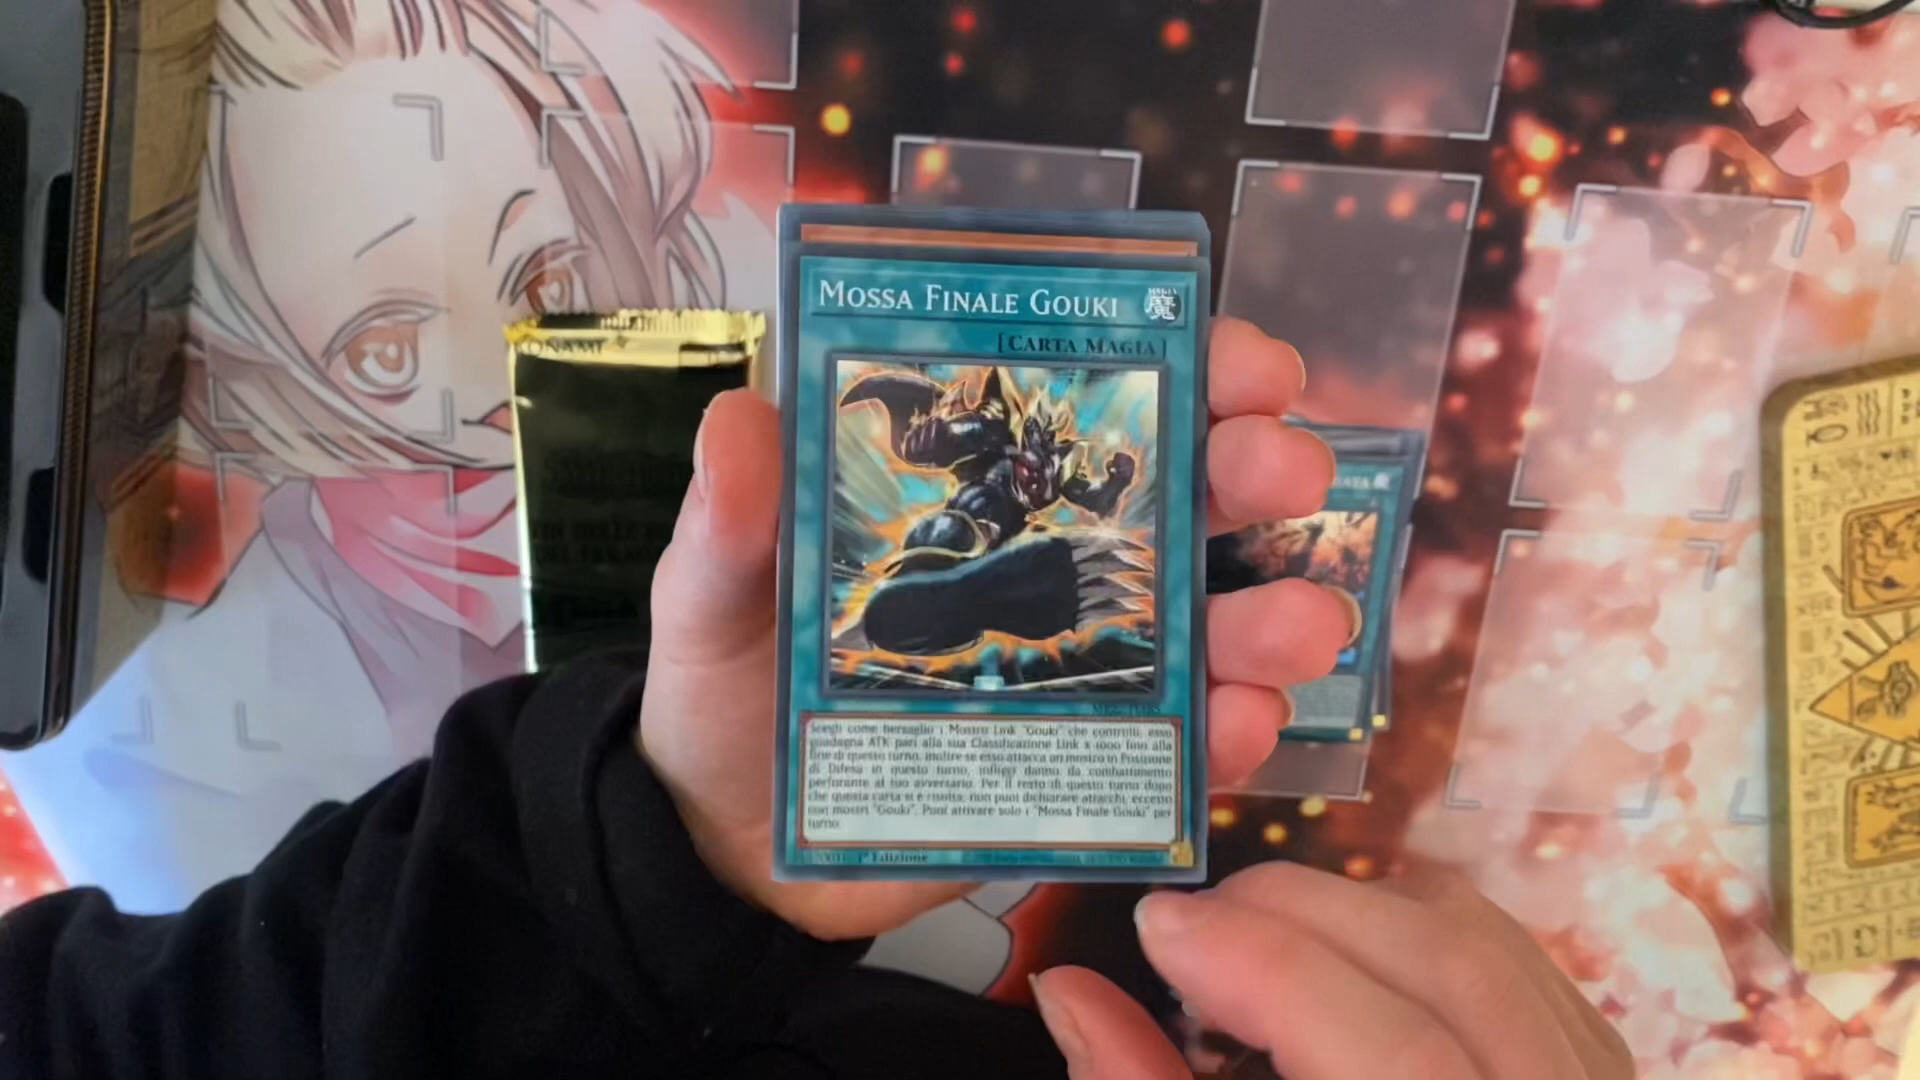 MOSSA FINALE GOUKI
MAGIA
魔
[CARTA MAGIA]
KONAMI
Scegli come bersaglio 1 Mostro Link "Gouki" che controlli; esso
guadagna ATK pari alla sua Classificazione Link x 1000 fino alla
fine di questo turno, inoltre se esso attacca un mostro in Posizione
di Difesa in questo turno, infliggi danno da combattimento
perforante al tuo avversario. Per il resto di questo turno dopo
che questa carta si è risolta, non puoi dichiarare attacchi, eccetto
con mostri "Gouki". Puoi attivare solo 1 "Mossa Finale Gouki" per
turno.
1ª Edizione